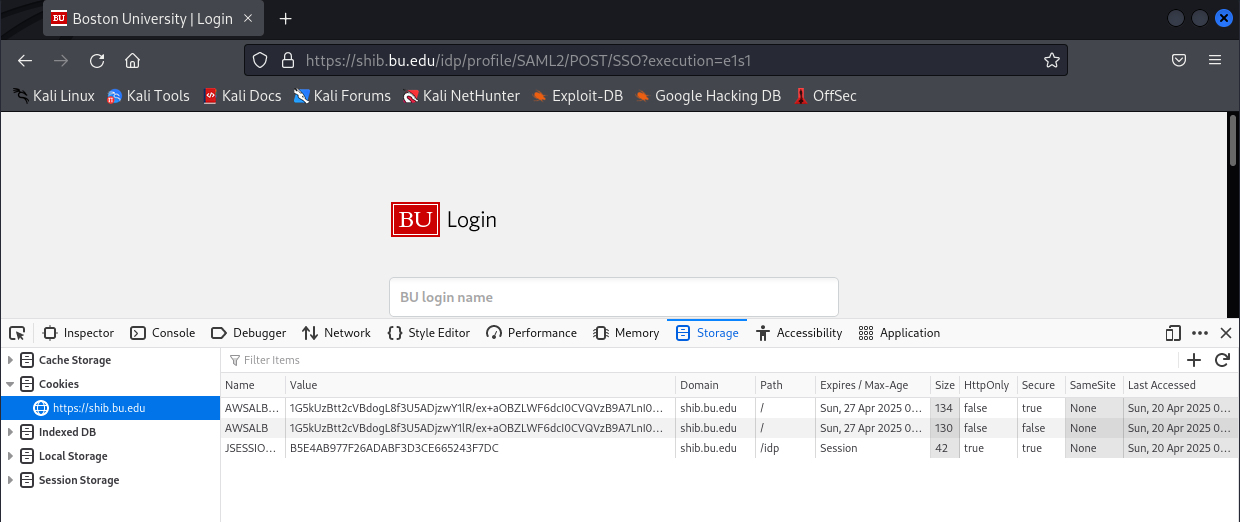 BU Boston University | Login
https://shib.bu.edu/idp/profile/SAML2/POST/SSO?execution=e1s1
Kali Linux Kali Tools Kali Docs Kali Forums Kali NetHunter Exploit-DB Google Hacking DB OffSec
BU Login
BU login name
Inspector Console Debugger Network Style Editor Performance Memory Storage Accessibility Application
Cache Storage Filter Items
Cookies Name Value Domain Path Expires / Max-Age Size HttpOnly Secure SameSite Last Accessed
https://shib.bu.edu AWSALB... 1G5kUzBtt2cVBdogL8f3U5ADjzwY1lR/ex+aOBZLWF6dcI0CVQVzB9A7LnI0... shib.bu.edu / Sun, 27 Apr 2025 0... 134 false true None Sun, 20 Apr 2025 0...
Indexed DB AWSALB 1G5kUzBtt2cVBdogL8f3U5ADjzwY1lR/ex+aOBZLWF6dcI0CVQVzB9A7LnI0... shib.bu.edu / Sun, 27 Apr 2025 0... 130 false false None Sun, 20 Apr 2025 0...
Local Storage JSESSIO... B5E4AB977F26ADABF3D3CE665243F7DC shib.bu.edu /idp Session 42 true true None Sun, 20 Apr 2025 0...
Session Storage